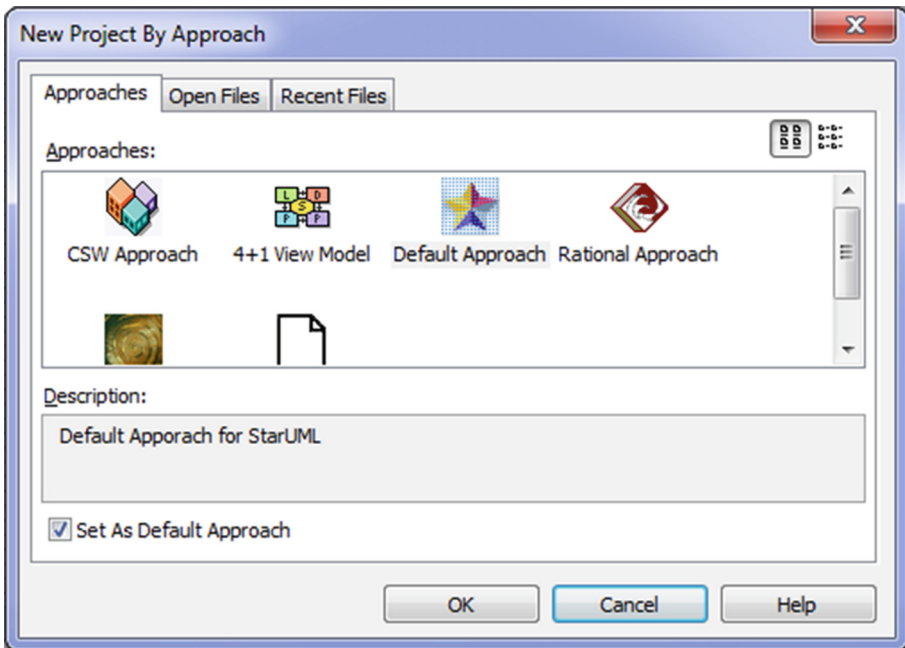 New Project By Approach
Approaches
Open Files
Recent Files
Approaches:
CSW Approach
4+1 View Model
Default Approach
Rational Approach
Description:
Default Apporach for StarUML
Set As Default Approach
OK
Cancel
Help